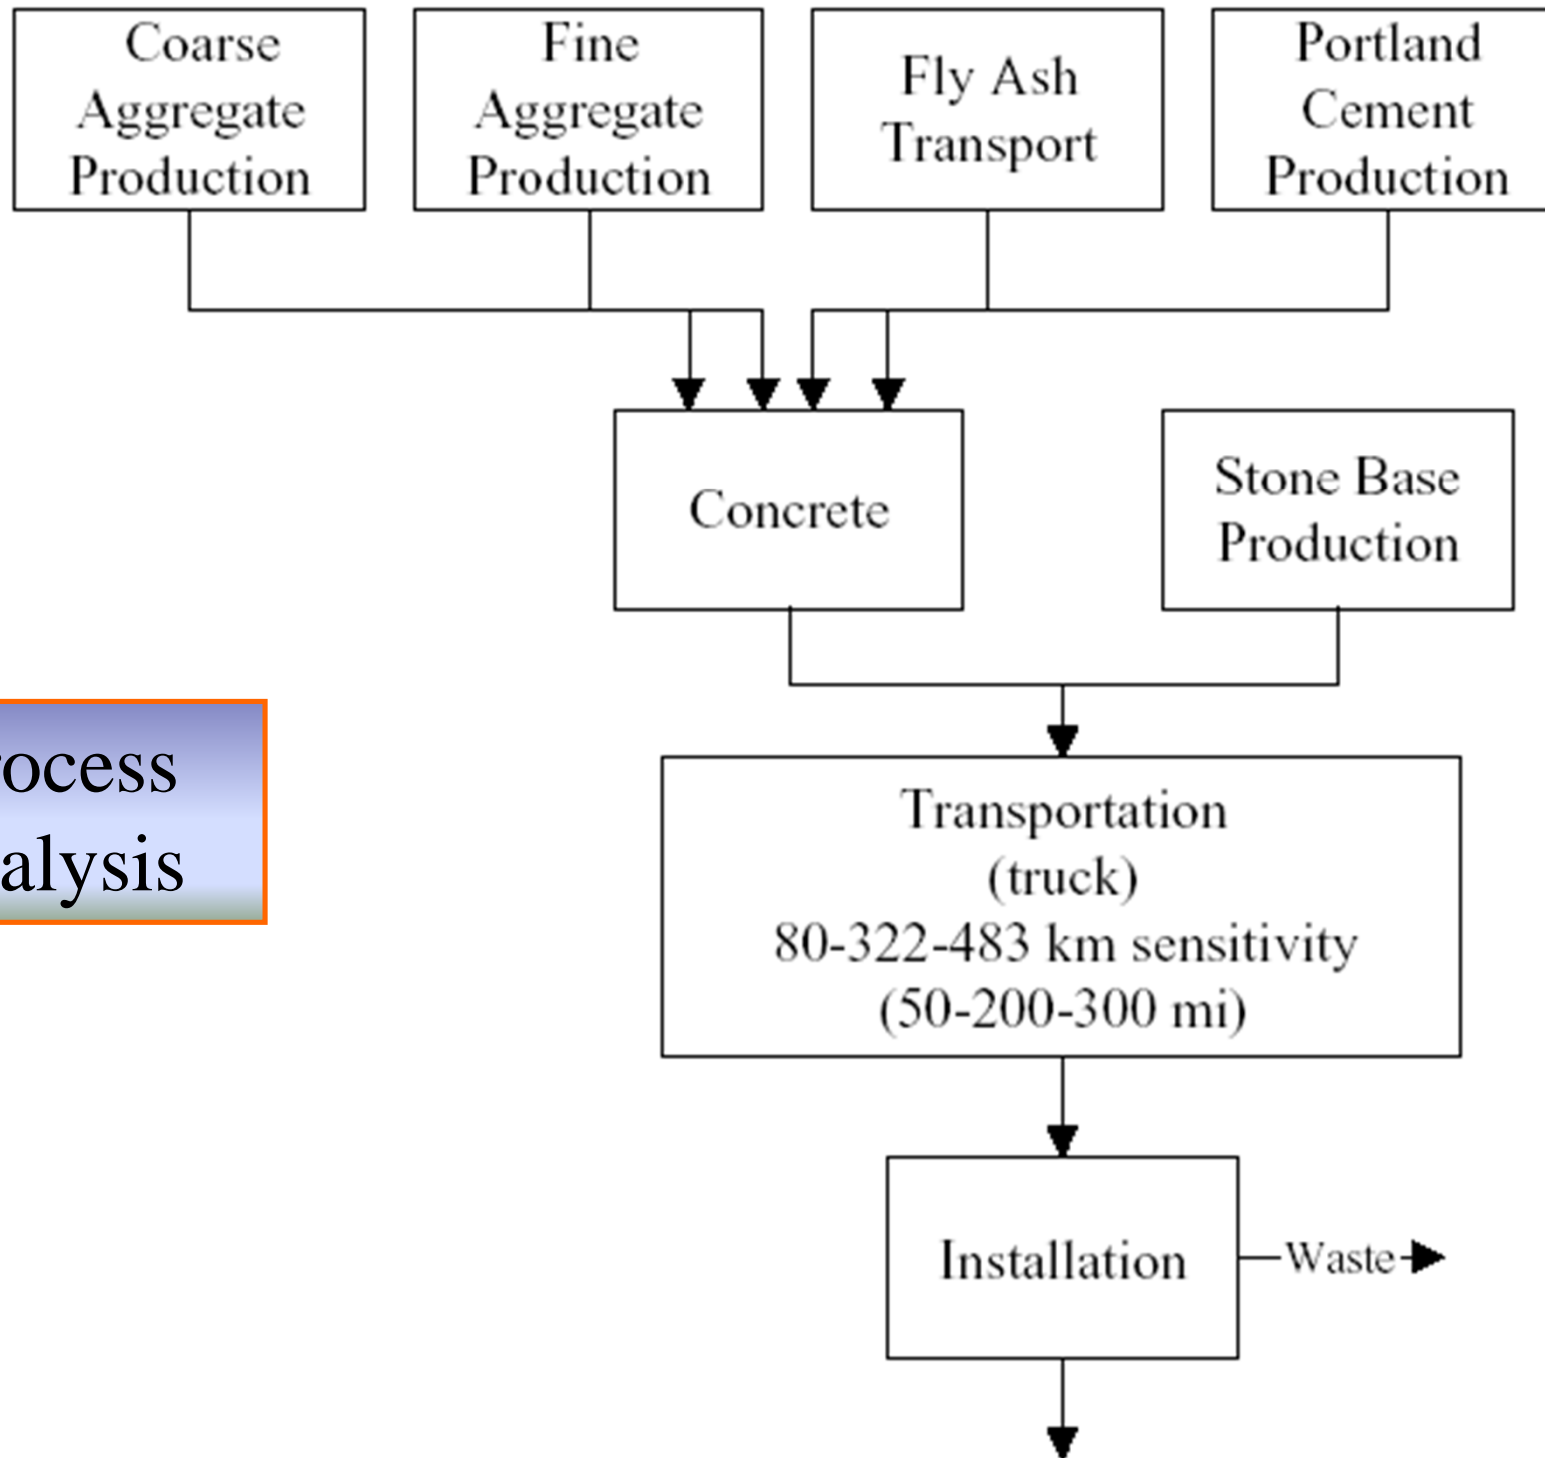 Coarse
Aggregate
Production
Fine
Aggregate
Production
Fly Ash
Transport
Portland
Cement
Production
Concrete
Stone Base
Production
ocess
alysis
Transportation
(truck)
80-322-483 km sensitivity
(50-200-300 mi)
Installation
Waste